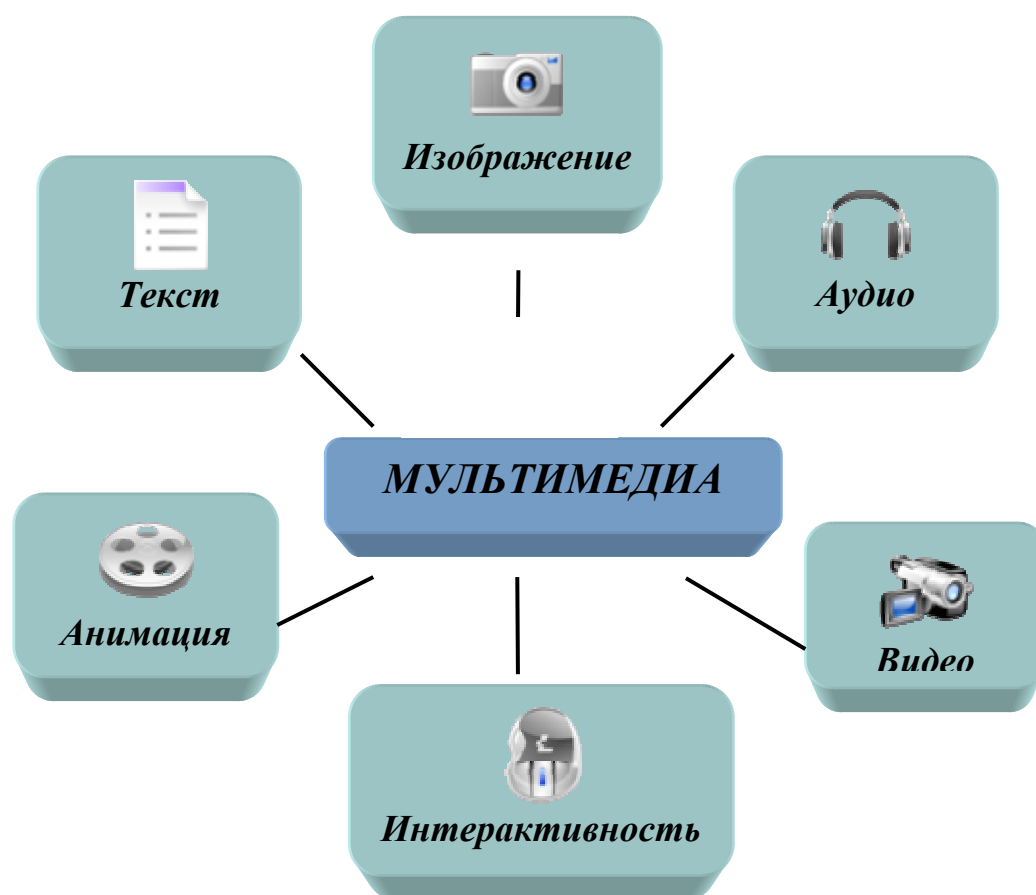 Изображение
Текст
Аудио
МУЛЬТИМЕДИА
Анимация
Видео
Интерактивность